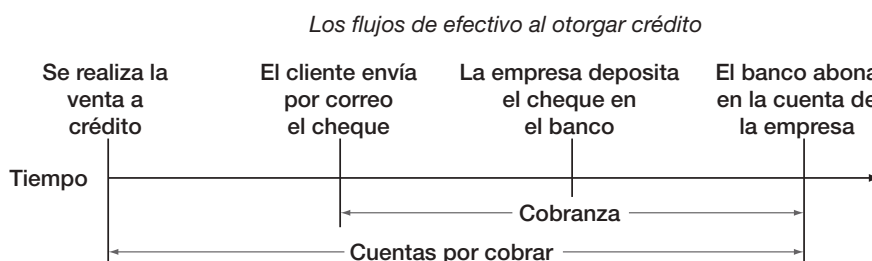 Los flujos de efectivo al otorgar crédito
Se realiza la
venta a
crédito
El cliente envía
por correo
el cheque
La empresa deposita
el cheque en
el banco
El banco abona
en la cuenta de
la empresa
Tiempo
Cobranza
Cuentas por cobrar